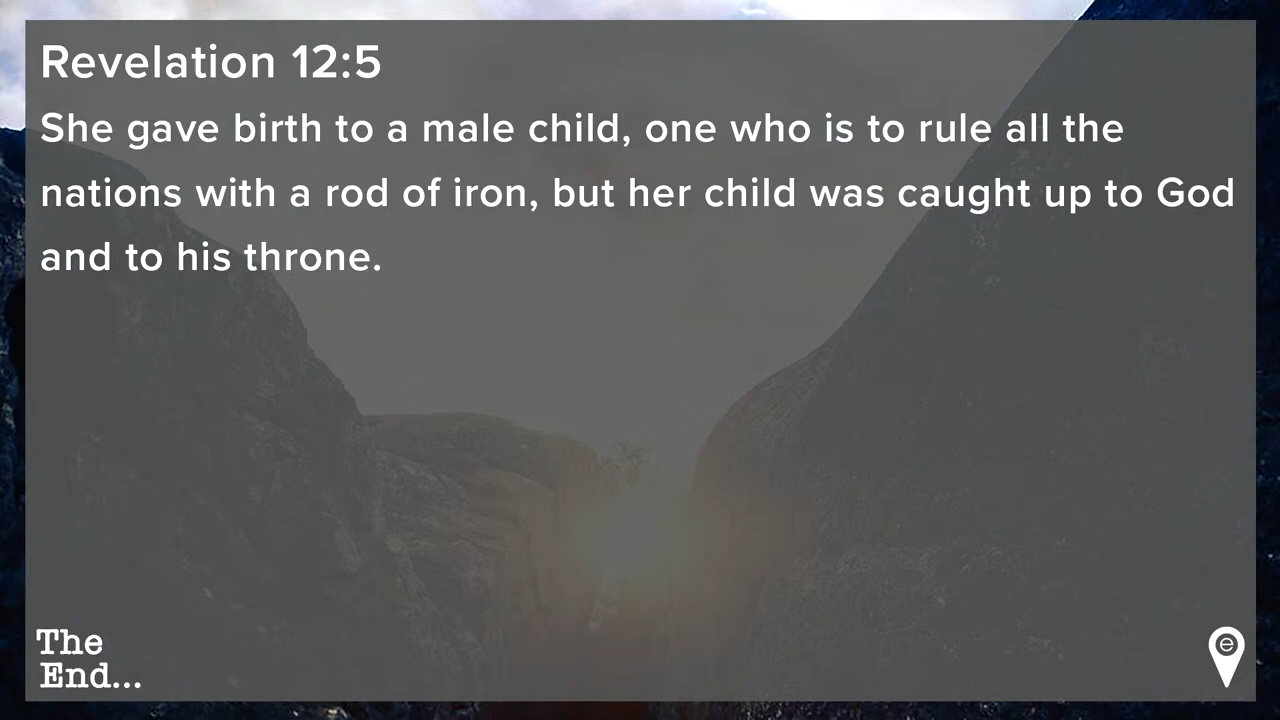 Revelation 12:5
She gave birth to a male child, one who is to rule all the
nations with a rod of iron, but her child was caught up to God
and to his throne.
The
End...
e